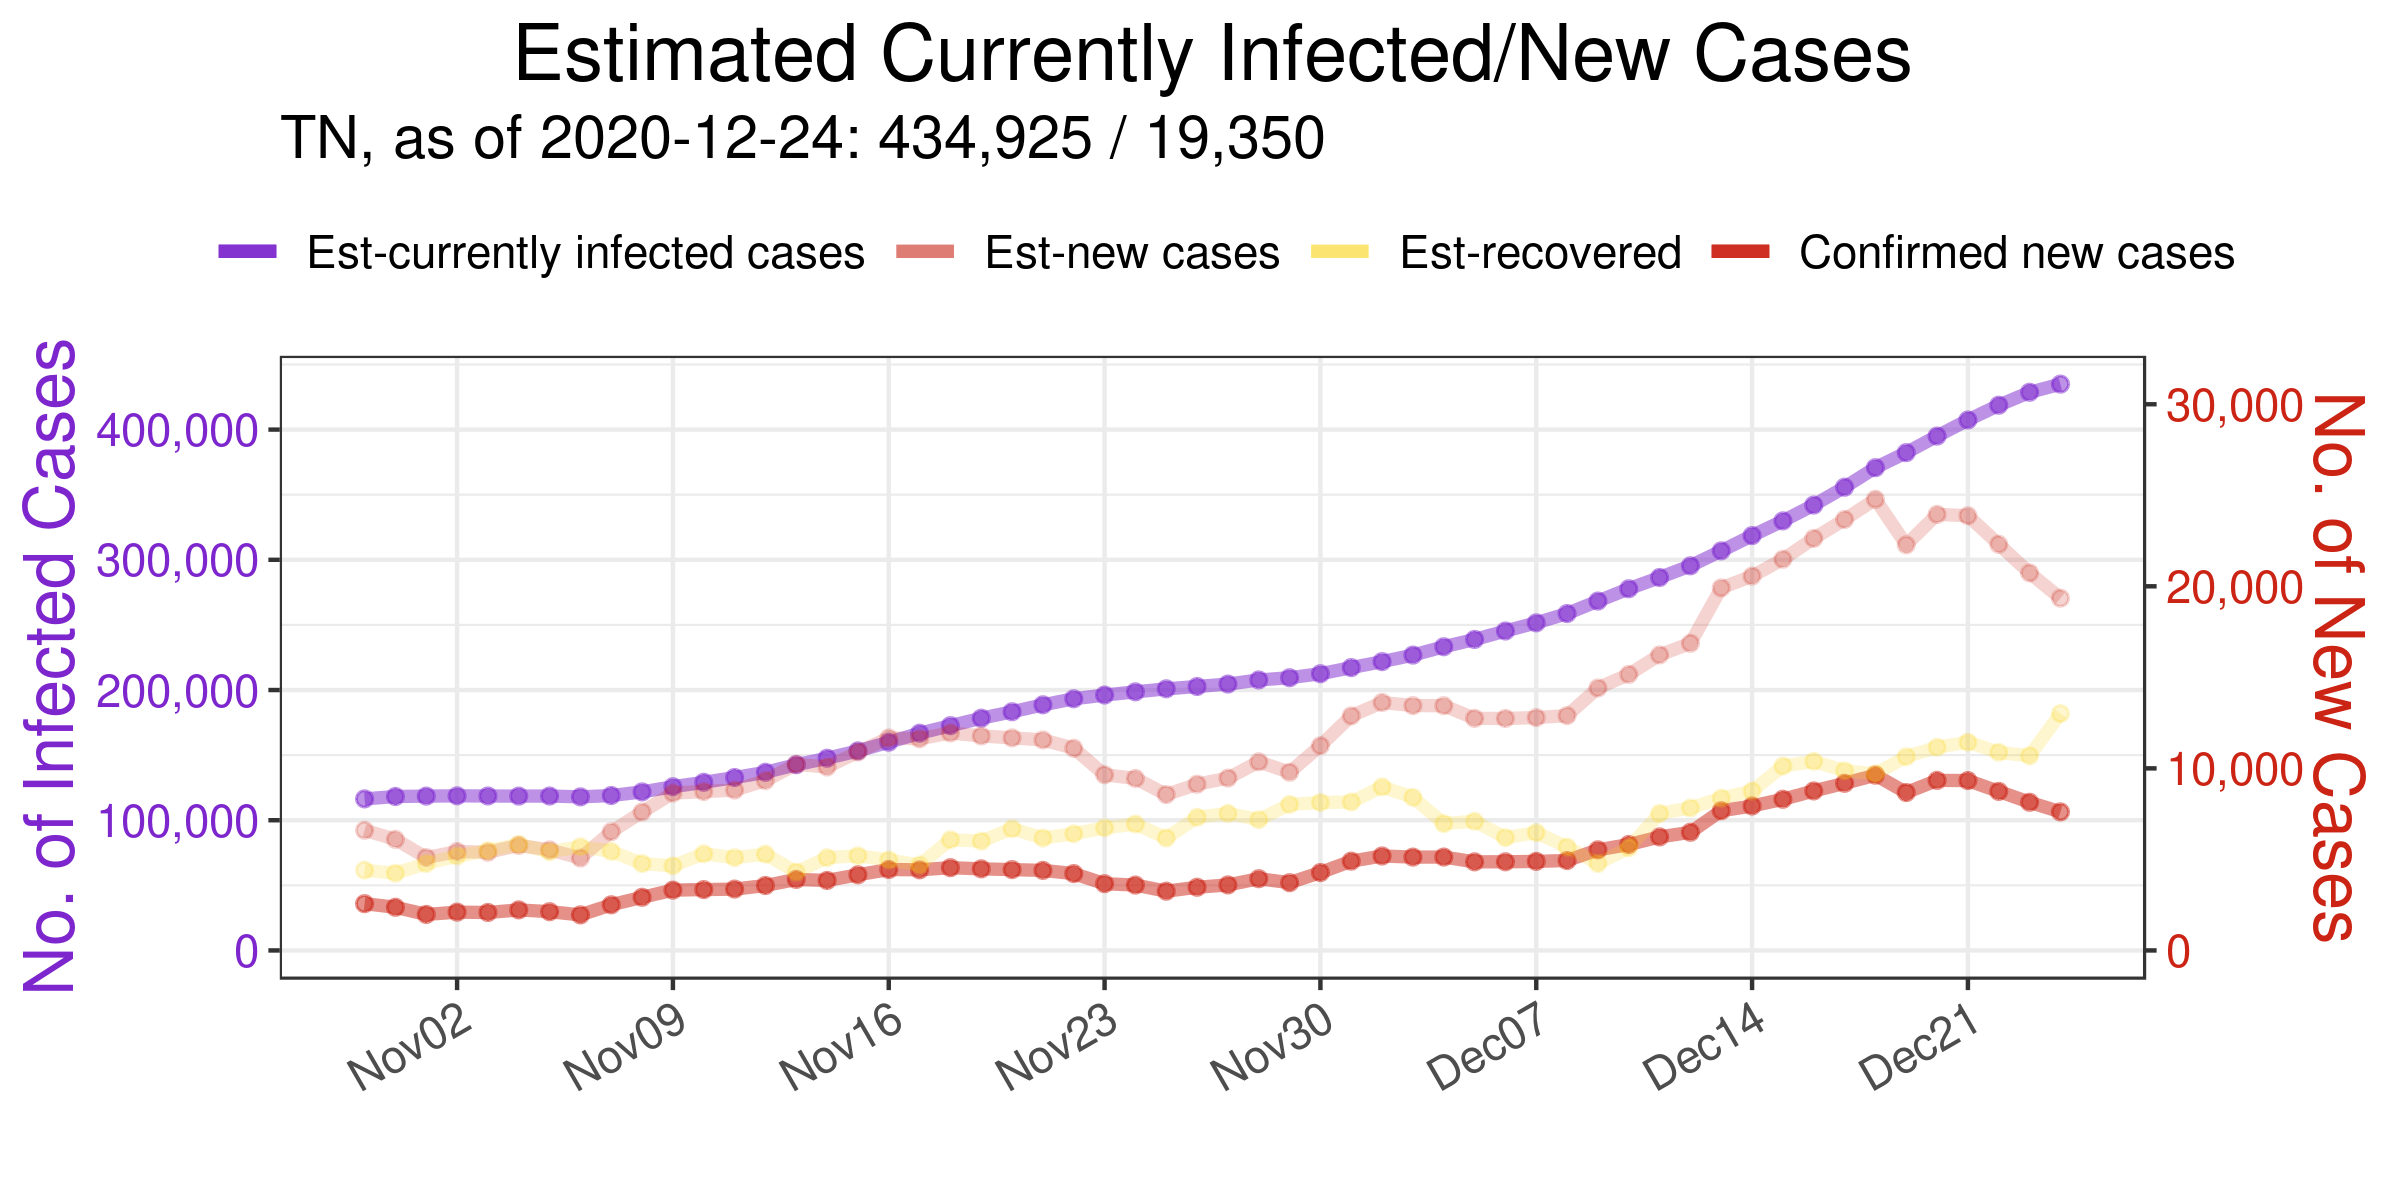 Estimated Currently Infected/New Cases
TN, as of 2020-12-24: 434,925 / 19,350
Est-currently infected cases
Est-new cases
Est-recovered
Confirmed new cases
No. of Infected Cases
400,000
300,000
200,000
100,000
0
30,000
20,000
10,000
0
No. of New Cases
Nov02
Nov09
Nov16
Nov23
Nov30
Dec07
Dec14
Dec21